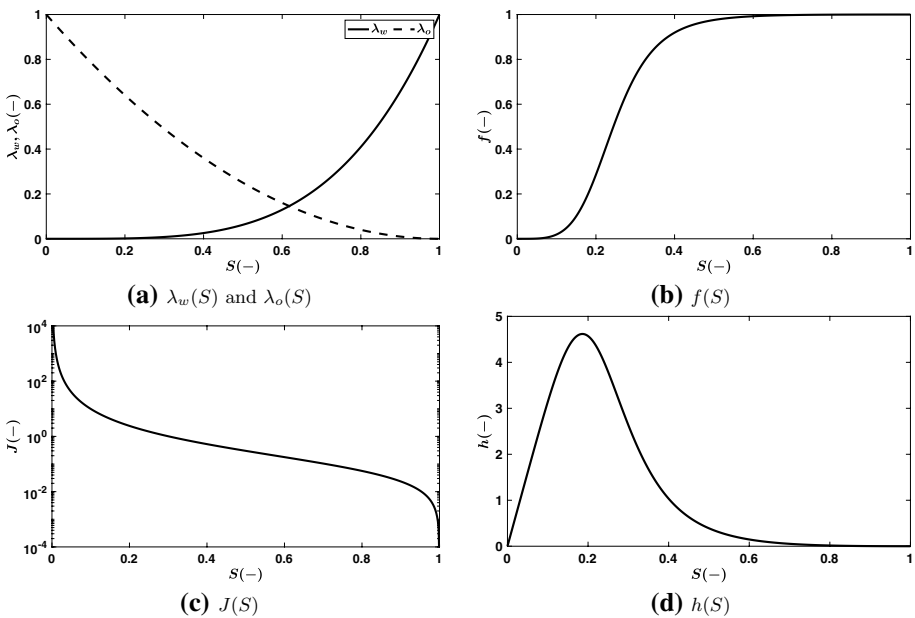 1
0.8
0.6
0.4
0.2
0
λw, λo(−)
λw λo
0 0.2 0.4 0.6 0.8 1
S(−)
(a) λw(S) and λo(S)
1
0.8
0.6
0.4
0.2
0
f(−)
0 0.2 0.4 0.6 0.8 1
S(−)
(b) f(S)
10^4
10^2
10^0
10^-2
10^-4
J(−)
0 0.2 0.4 0.6 0.8 1
S(−)
(c) J(S)
5
4
3
2
1
0
h(−)
0 0.2 0.4 0.6 0.8 1
S(−)
(d) h(S)